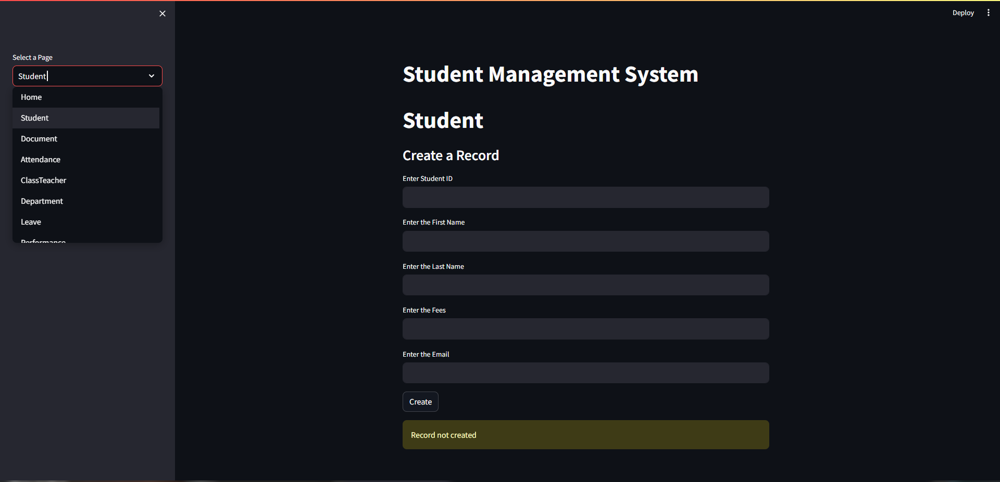 Deploy
Select a Page
Student
Home
Student
Document
Attendance
ClassTeacher
Department
Leave
Performance
Student Management System
Student
Create a Record
Enter Student ID
Enter the First Name
Enter the Last Name
Enter the Fees
Enter the Email
Create
Record not created